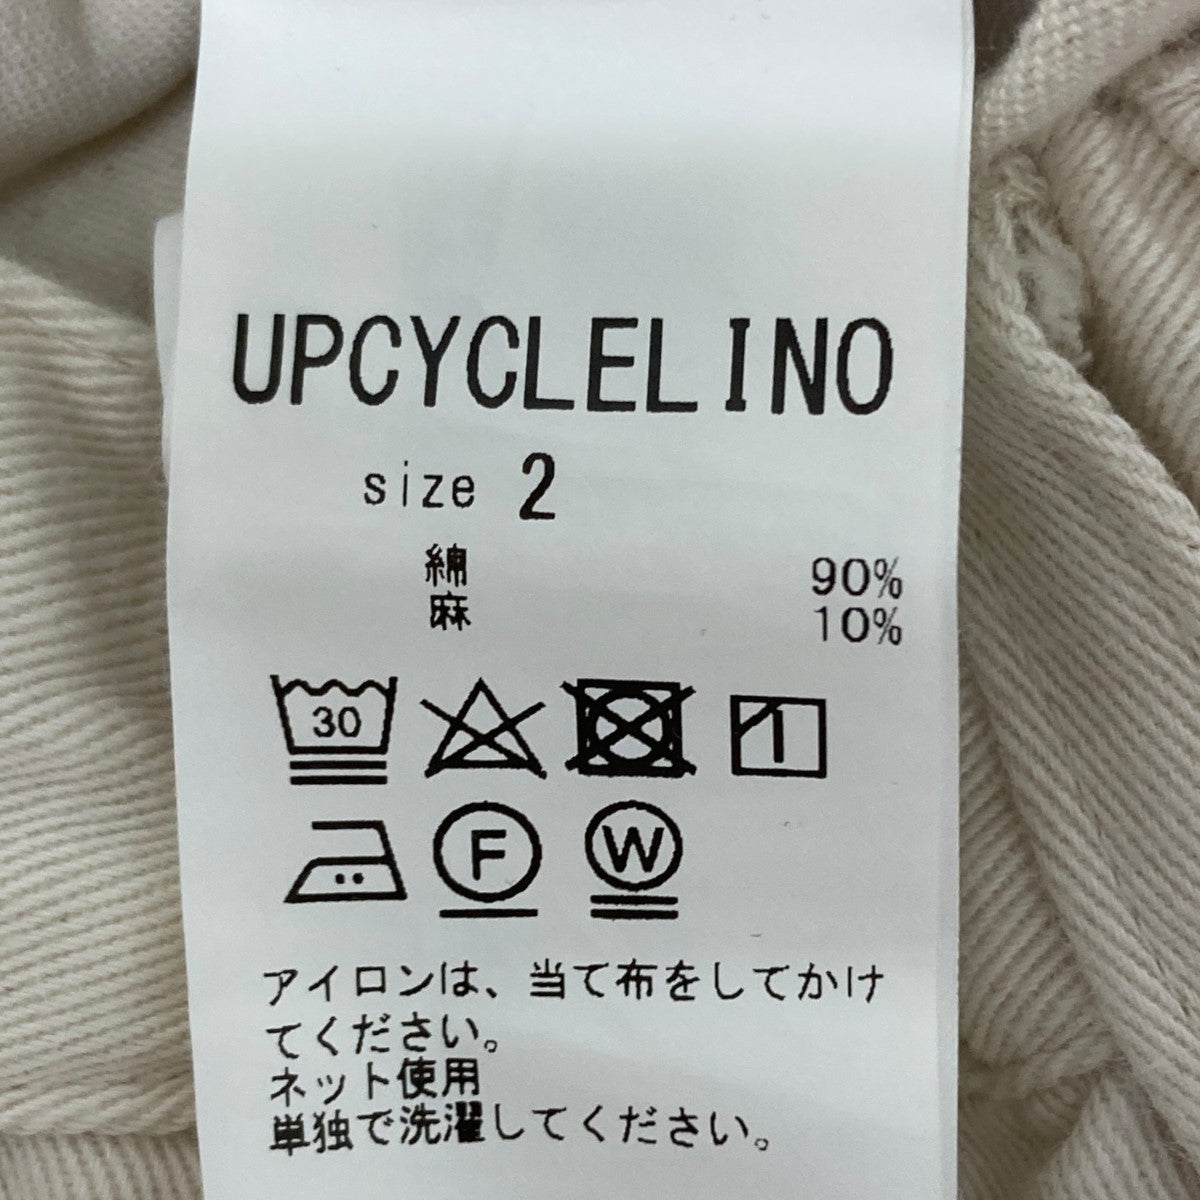 UPCYCLELINO
size 2
綿 90%
麻 10%
30
F
W
アイロンは、当て布をしてかけ
てください。
ネット使用
単独で洗濯してください。